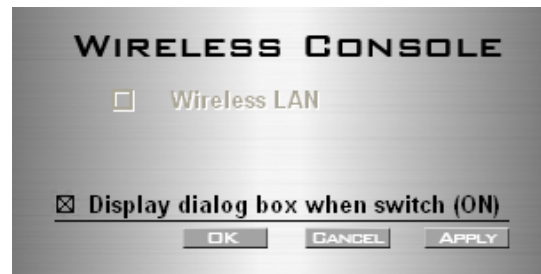 WIRELESS CONSOLE
Wireless LAN
Display dialog box when switch (ON)
OK CANCEL APPLY